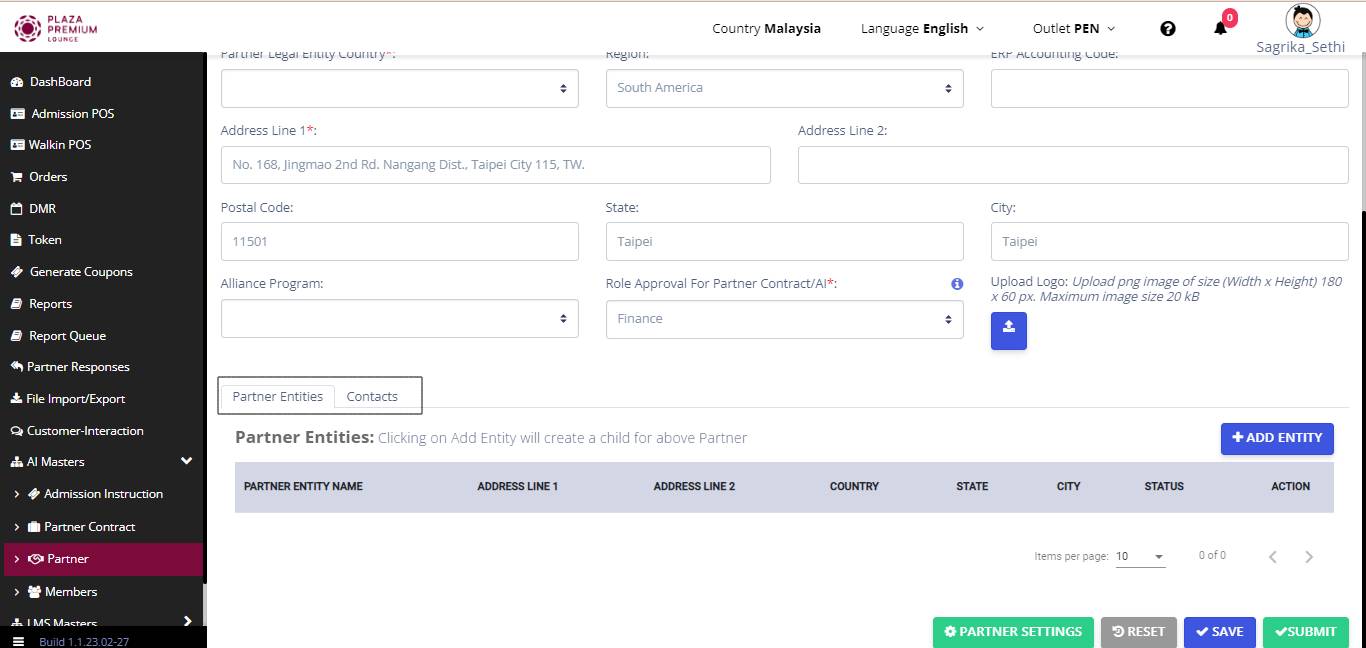 PLAZA
PREMIUM
LOUNGE
Country Malaysia
Language English
Outlet PEN
0
Sagrika_Sethi
DashBoard
Admission POS
Walkin POS
Orders
DMR
Token
Generate Coupons
Reports
Report Queue
Partner Responses
File Import/Export
Customer-Interaction
AI Masters
Admission Instruction
Partner Contract
Partner
Members
LMS Masters
Build 1.1.23.02-27
Partner Legal Entity Country*:
Region:
ERP Accounting Code:
South America
Address Line 1*:
Address Line 2:
No. 168, Jingmao 2nd Rd. Nangang Dist., Taipei City 115, TW.
Postal Code:
State:
City:
11501
Taipei
Taipei
Alliance Program:
Role Approval For Partner Contract/AI*:
Upload Logo: Upload png image of size (Width x Height) 180
x 60 px. Maximum image size 20 kB
Finance
Partner Entities
Contacts
Partner Entities: Clicking on Add Entity will create a child for above Partner
+ ADD ENTITY
PARTNER ENTITY NAME
ADDRESS LINE 1
ADDRESS LINE 2
COUNTRY
STATE
CITY
STATUS
ACTION
Items per page: 10
0 of 0
PARTNER SETTINGS
RESET
SAVE
SUBMIT